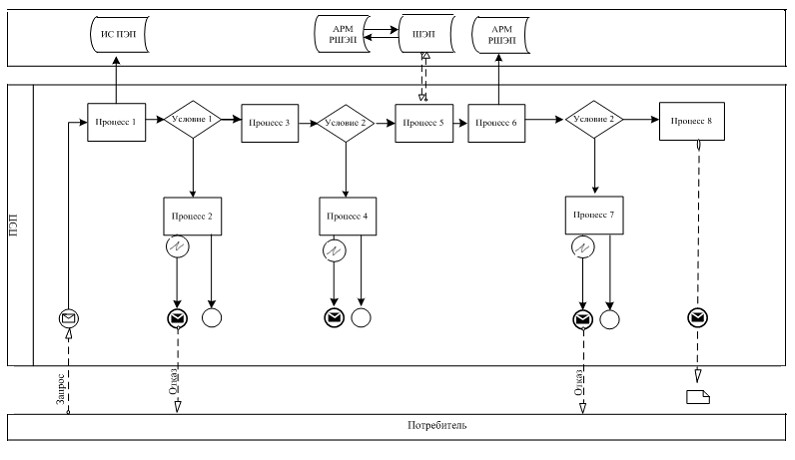 ИС ПЭП
АРМ
РШЭП
ШЭП
АРМ
РШЭП
Процесс 1
Условие 1
Процесс 3
Условие 2
Процесс 5
Процесс 6
Условие 2
Процесс 8
Процесс 2
Процесс 4
Процесс 7
ПЭП
Запрос
Отказ
Отказ
Потребитель